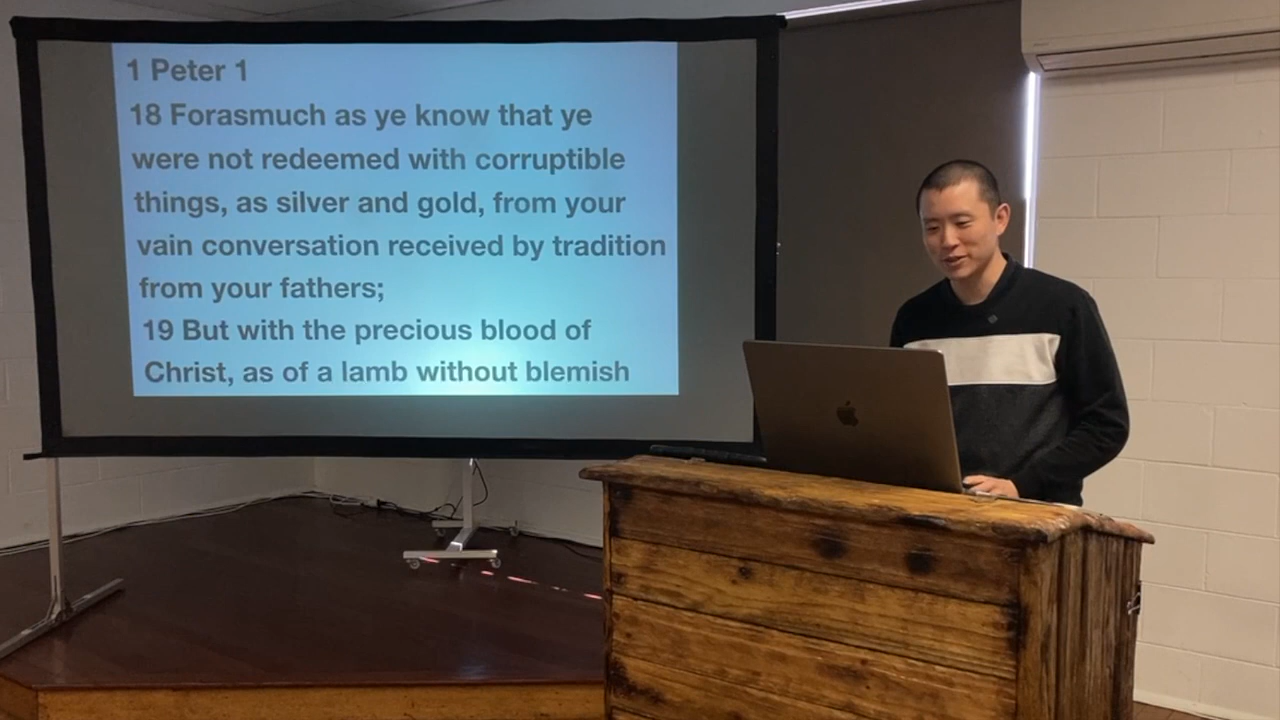 1 Peter 1
18 Forasmuch as ye know that ye
were not redeemed with corruptible
things, as silver and gold, from your
vain conversation received by tradition
from your fathers;
19 But with the precious blood of
Christ, as of a lamb without blemish